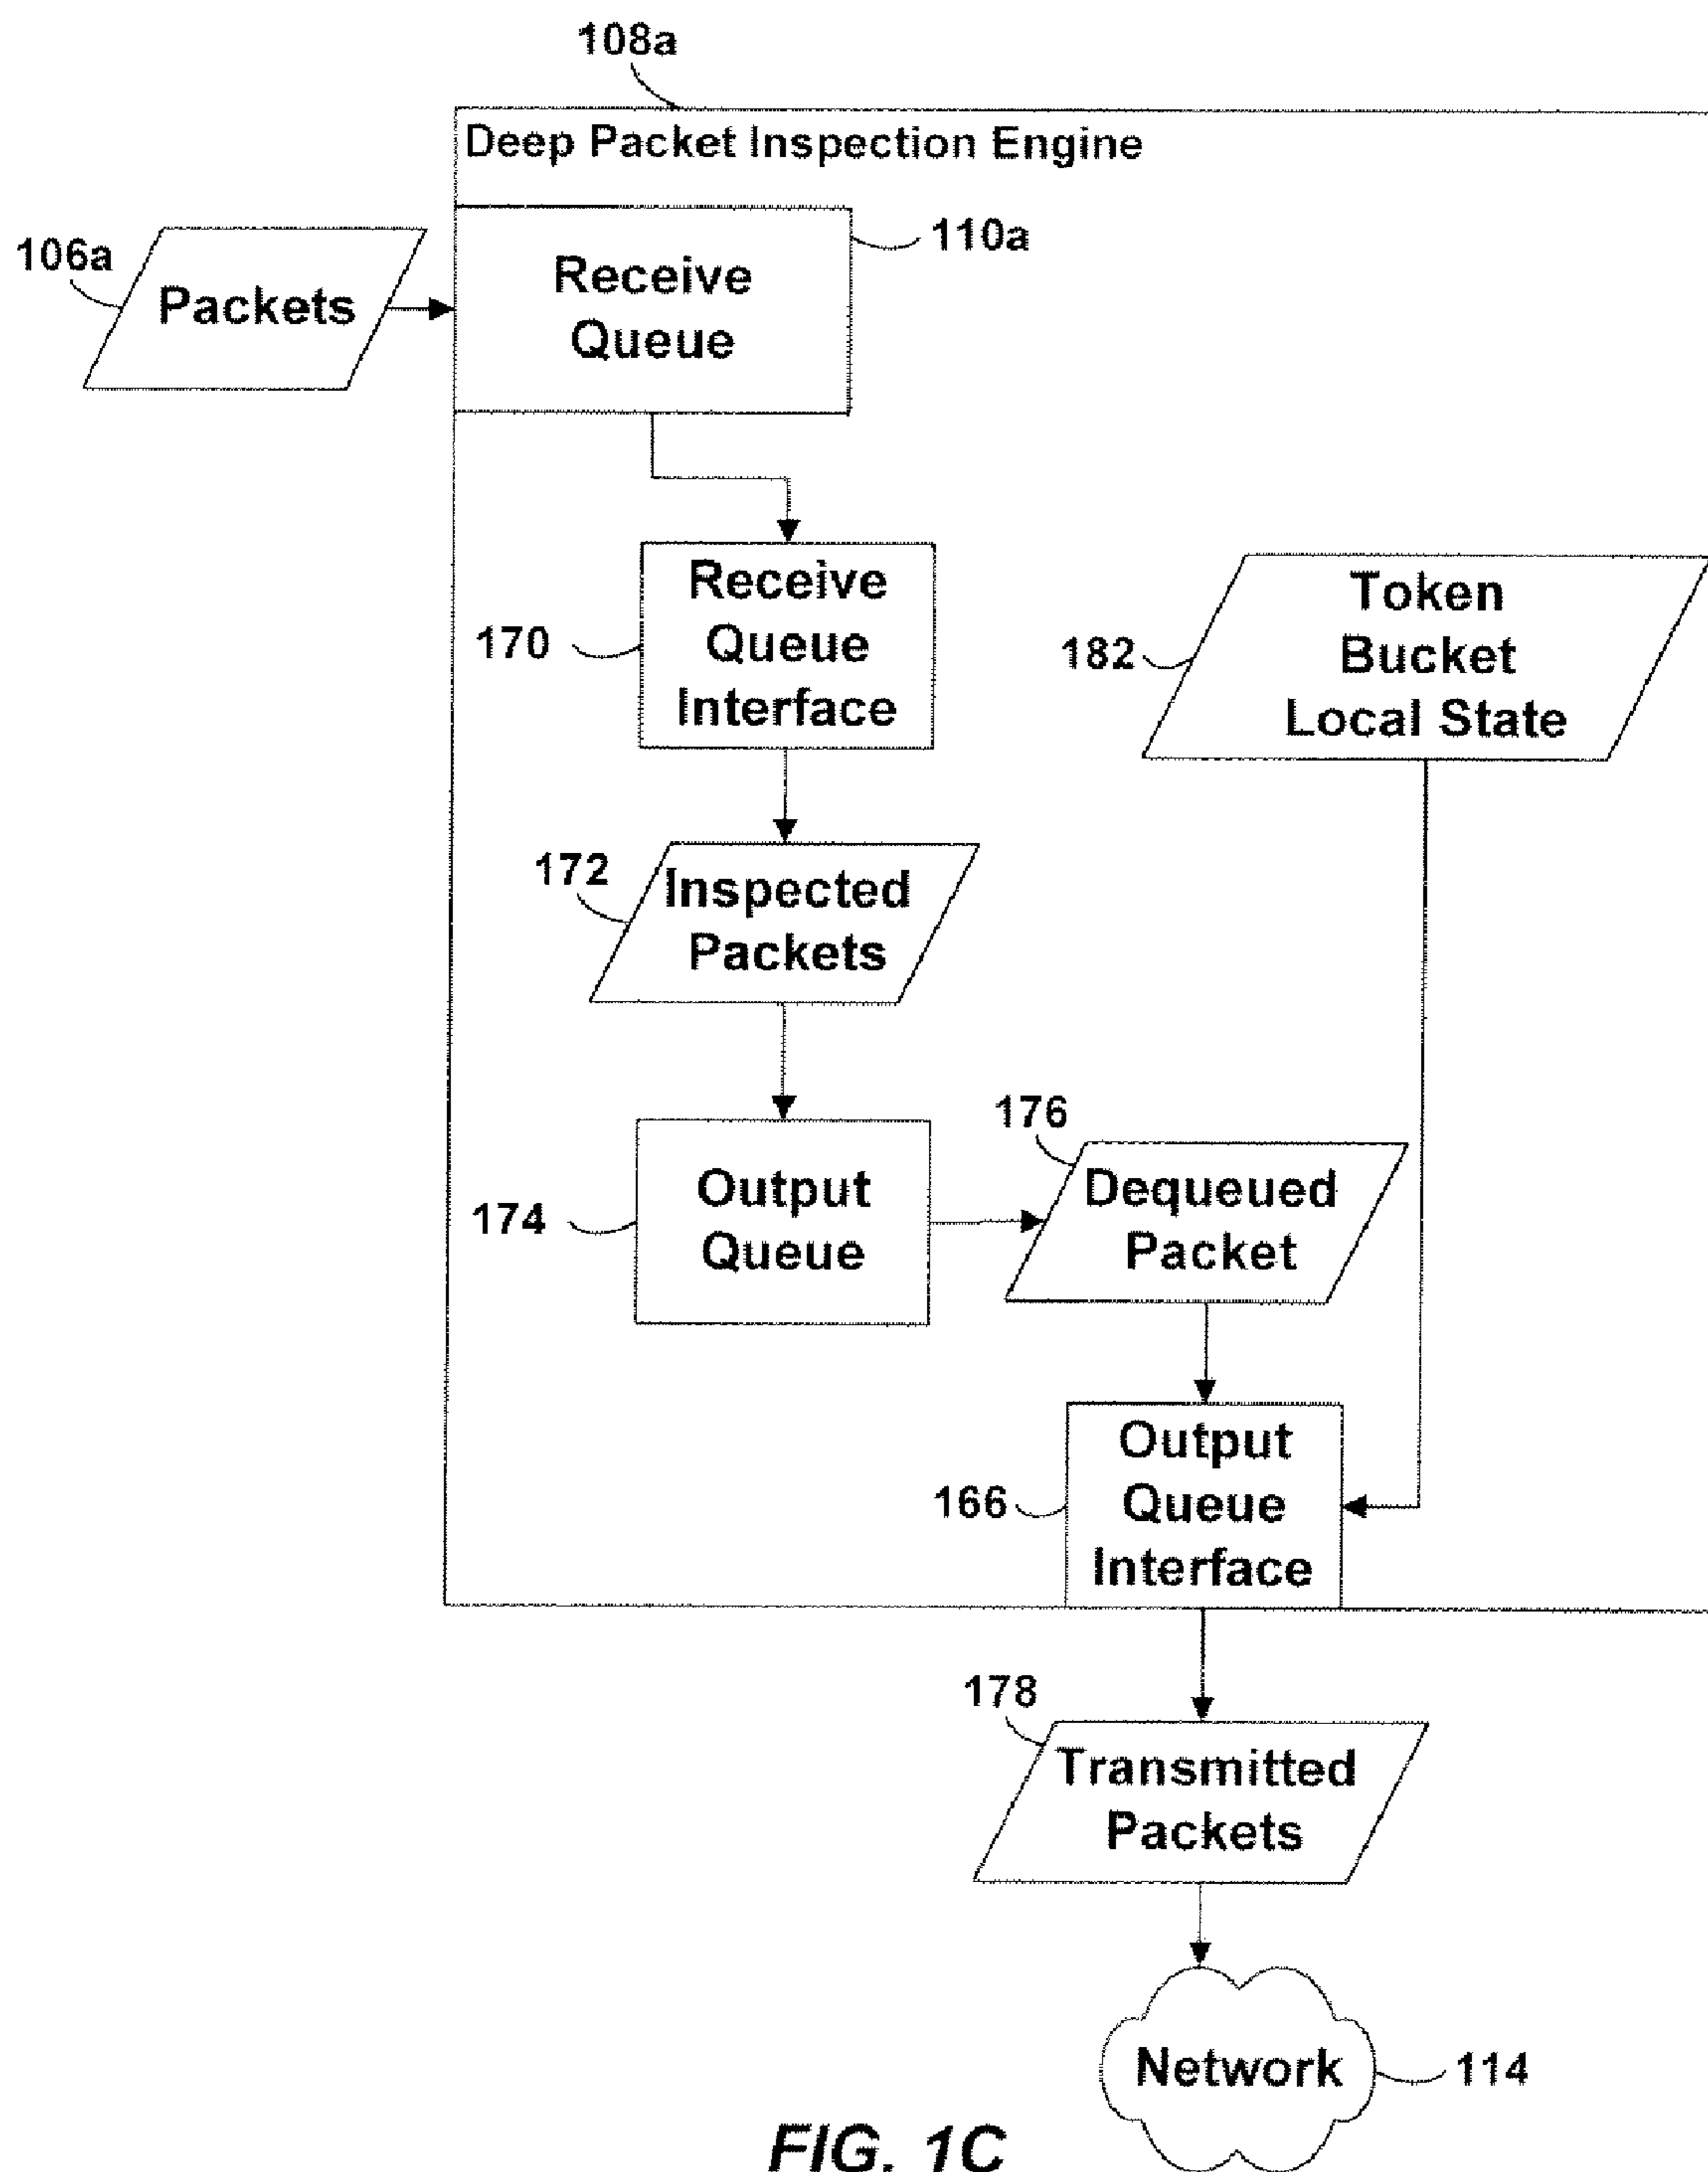 108a
Deep Packet Inspection Engine
106a
Packets
Receive
Queue
110a
170
Receive
Queue
Interface
182
Token
Bucket
Local State
172
Inspected
Packets
174
Output
Queue
176
Dequeued
Packet
166
Output
Queue
Interface
178
Transmitted
Packets
Network
114
FIG. 1C